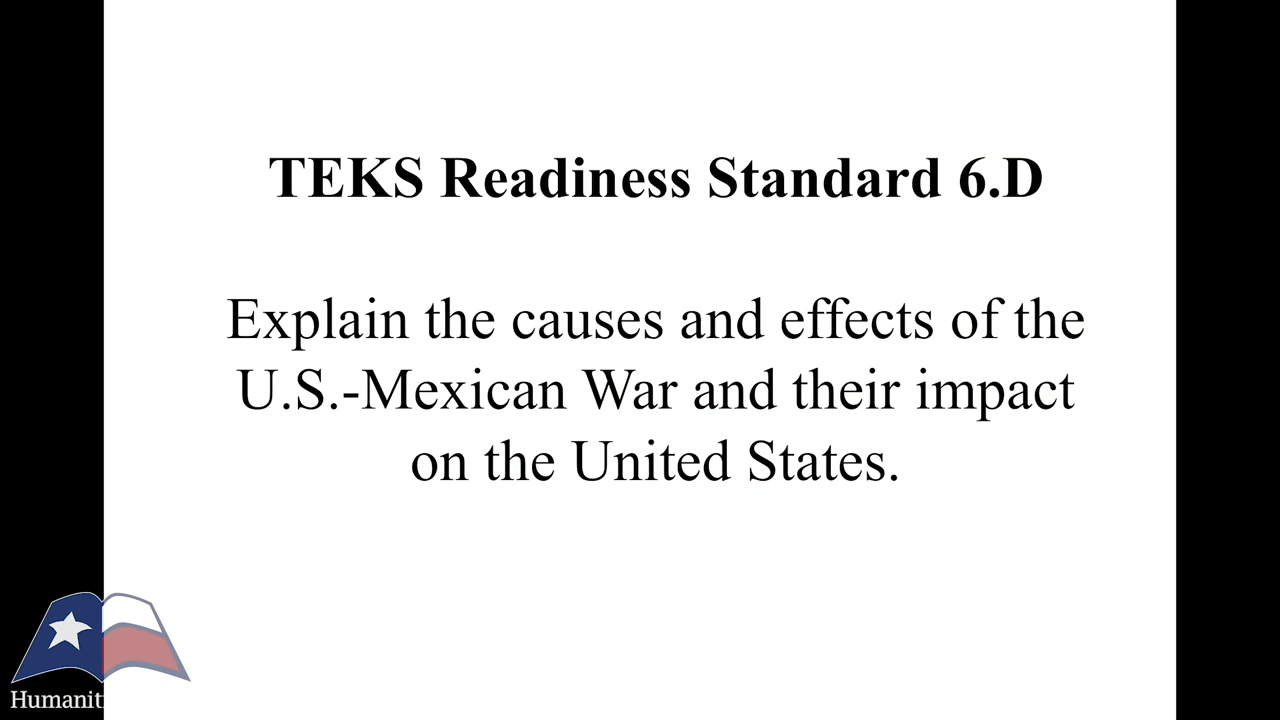 TEKS Readiness Standard 6.D
Explain the causes and effects of the
U.S.-Mexican War and their impact
on the United States.